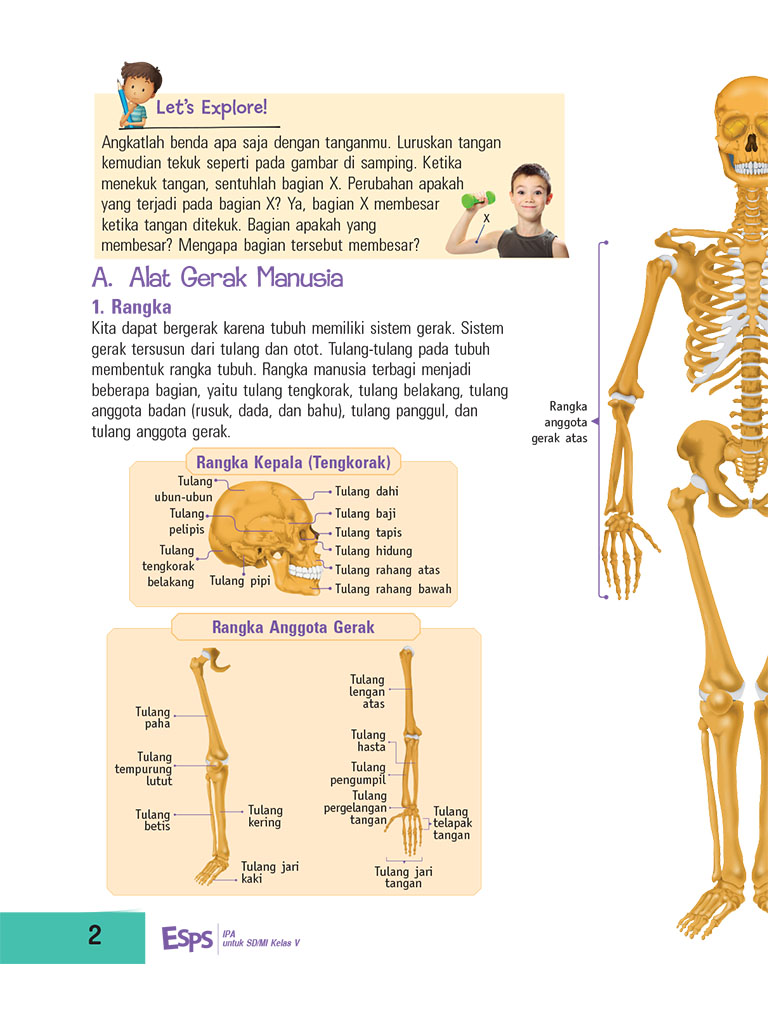 Let's Explore!
Angkatlah benda apa saja dengan tanganmu. Luruskan tangan
kemudian tekuk seperti pada gambar di samping. Ketika
menekuk tangan, sentuhlah bagian X. Perubahan apakah
yang terjadi pada bagian X? Ya, bagian X membesar
ketika tangan ditekuk. Bagian apakah yang
membesar? Mengapa bagian tersebut membesar?
X
A. Alat Gerak Manusia
1. Rangka
Kita dapat bergerak karena tubuh memiliki sistem gerak. Sistem
gerak tersusun dari tulang dan otot. Tulang-tulang pada tubuh
membentuk rangka tubuh. Rangka manusia terbagi menjadi
beberapa bagian, yaitu tulang tengkorak, tulang belakang, tulang
anggota badan (rusuk, dada, dan bahu), tulang panggul, dan
tulang anggota gerak.
Rangka
anggota
gerak atas
Rangka Kepala (Tengkorak)
Tulang
ubun-ubun
Tulang
pelipis
Tulang
tengkorak
belakang
Tulang pipi
Tulang dahi
Tulang baji
Tulang tapis
Tulang hidung
Tulang rahang atas
Tulang rahang bawah
Rangka Anggota Gerak
Tulang
paha
Tulang
tempurung
lutut
Tulang
betis
Tulang
kering
Tulang jari
kaki
Tulang
lengan
atas
Tulang
hasta
Tulang
pengumpil
Tulang
pergelangan
tangan
Tulang
telapak
tangan
Tulang jari
tangan
2
ESPS
IPA
untuk SD/MI Kelas V